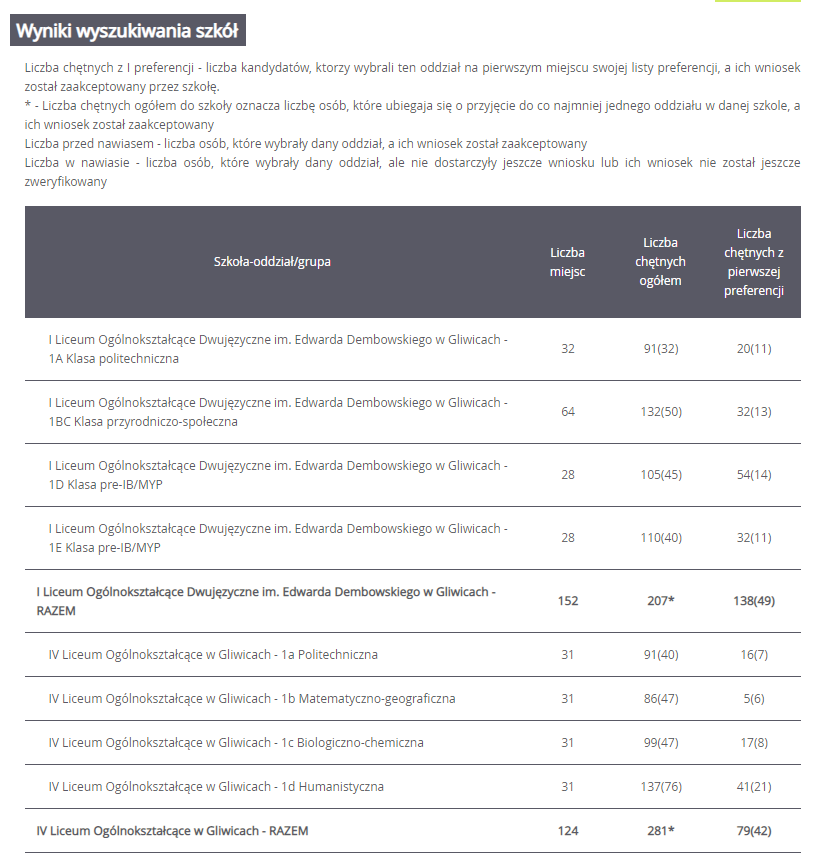 Wyniki wyszukiwania szkół
Liczba chętnych z I preferencji - liczba kandydatów, ktorzy wybrali ten oddział na pierwszym miejscu swojej listy preferencji, a ich wniosek
został zaakceptowany przez szkołę.
* - Liczba chętnych ogółem do szkoły oznacza liczbę osób, które ubiegaja się o przyjęcie do co najmniej jednego oddziału w danej szkole, a
ich wniosek został zaakceptowany
Liczba przed nawiasem - liczba osób, które wybrały dany oddział, a ich wniosek został zaakceptowany
Liczba w nawiasie - liczba osób, które wybrały dany oddział, ale nie dostarczyły jeszcze wniosku lub ich wniosek nie został jeszcze
zweryfikowany
Szkoła-oddział/grupa
Liczba
miejsc
Liczba
chętnych
ogółem
Liczba
chętnych z
pierwszej
preferencji
I Liceum Ogólnokształcące Dwujęzyczne im. Edwarda Dembowskiego w Gliwicach -
1A Klasa politechniczna
32 91(32) 20(11)
I Liceum Ogólnokształcące Dwujęzyczne im. Edwarda Dembowskiego w Gliwicach -
1BC Klasa przyrodniczo-społeczna
64 132(50) 32(13)
I Liceum Ogólnokształcące Dwujęzyczne im. Edwarda Dembowskiego w Gliwicach -
1D Klasa pre-IB/MYP
28 105(45) 54(14)
I Liceum Ogólnokształcące Dwujęzyczne im. Edwarda Dembowskiego w Gliwicach -
1E Klasa pre-IB/MYP
28 110(40) 32(11)
I Liceum Ogólnokształcące Dwujęzyczne im. Edwarda Dembowskiego w Gliwicach -
RAZEM
152 207* 138(49)
IV Liceum Ogólnokształcące w Gliwicach - 1a Politechniczna 31 91(40) 16(7)
IV Liceum Ogólnokształcące w Gliwicach - 1b Matematyczno-geograficzna 31 86(47) 5(6)
IV Liceum Ogólnokształcące w Gliwicach - 1c Biologiczno-chemiczna 31 99(47) 17(8)
IV Liceum Ogólnokształcące w Gliwicach - 1d Humanistyczna 31 137(76) 41(21)
IV Liceum Ogólnokształcące w Gliwicach - RAZEM 124 281* 79(42)